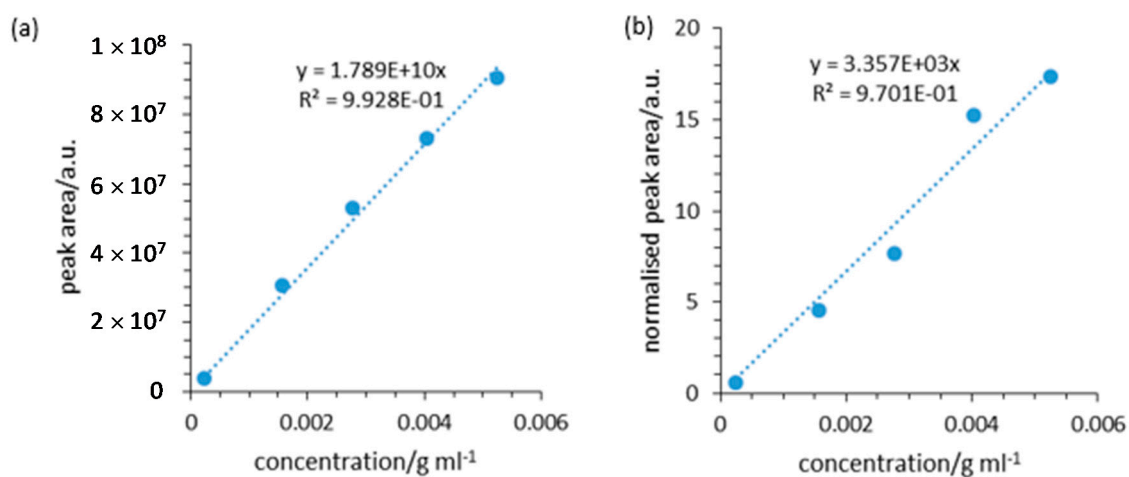 (a)
1 × 10⁸
8 × 10⁷
6 × 10⁷
4 × 10⁷
2 × 10⁷
0
peak area/a.u.
y = 1.789E+10x
R² = 9.928E-01
0 0.002 0.004 0.006
concentration/g ml⁻¹
(b)
20
15
10
5
0
normalised peak area/a.u.
y = 3.357E+03x
R² = 9.701E-01
0 0.002 0.004 0.006
concentration/g ml⁻¹